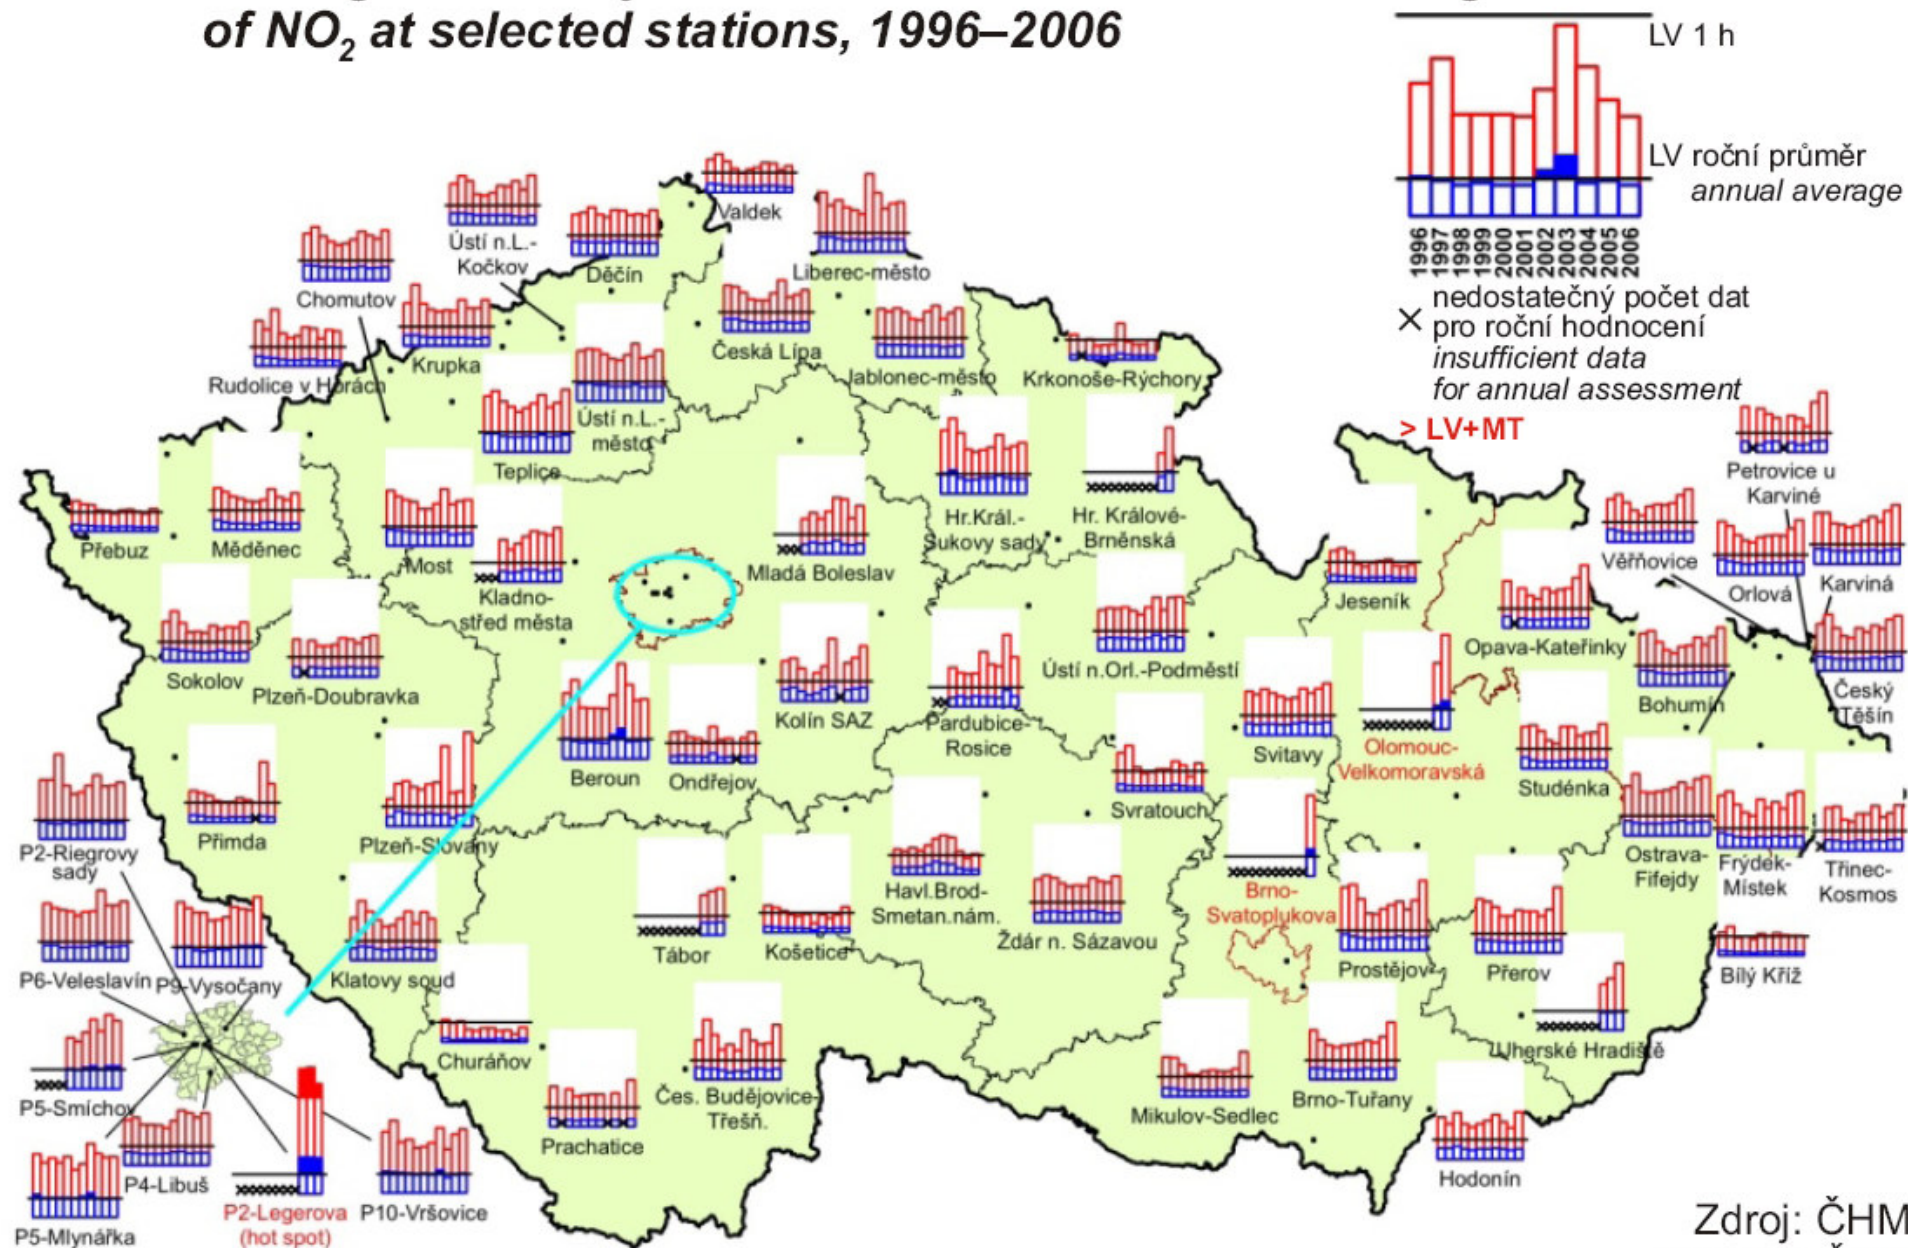 of NO2 at selected stations, 1996–2006
LV 1 h
LV roční průměr
annual average
1996
1997
1998
1999
2000
2001
2002
2003
2004
2005
2006
nedostatečný počet dat
× pro roční hodnocení
insufficient data
for annual assessment
> LV+MT
Valdek
Ústí n.L.-
Kočkov
Děčín
Liberec-město
Chomutov
Krupka
Česká Lípa
Jablonec-město
Krkonoše-Rýchory
Rudolice v Horách
Ústí n.L.-
město
Teplice
Petrovice u
Karviné
Přebuz
Měděnec
Most
Kladno-
střed města
Mladá Boleslav
Hr.Král.-
Sukovy sady
Hr. Králové-
Brněnská
Jeseník
Věřňovice
Orlová
Karviná
Sokolov
Plzeň-Doubravka
Ústí n.Orl.-Podměstí
Opava-Kateřinky
Bohumín
Český
Těšín
Beroun
Ondřejov
Kolín SAZ
Pardubice-
Rosice
Svitavy
Olomouc-
Velkomoravská
Studénka
Svratouch
P2-Riegrovy
sady
Přimda
Plzeň-Slovany
Havl.Brod-
Smetan.nám.
Ždár n. Sázavou
Brno-
Svatoplukova
Ostrava-
Fifejdy
Frýdek-
Místek
Třinec-
Kosmos
P6-Veleslavín
P9-Vysočany
Klatovy soud
Tábor
Košetice
Prostějov
Přerov
Bílý Kříž
Churáňov
Uherské Hradiště
P5-Smíchov
Prachatice
Čes. Budějovice-
Třešň.
Mikulov-Sedlec
Brno-Tuřany
Hodonín
P4-Libuš
P5-Mlynářka
P2-Legerova
(hot spot)
P10-Vršovice
Zdroj: ČHM